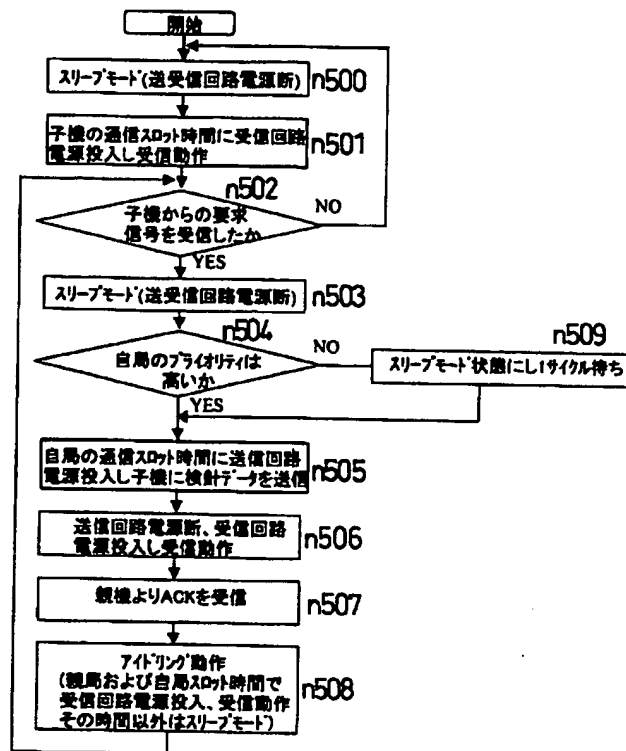 開始
スリープモード(送受信回路電源断) n500
子機の通信スロット時間に受信回路
電源投入し受信動作 n501
n502
子機からの要求
信号を受信したか
NO
YES
スリープモード(送受信回路電源断) n503
n504
自局のプライオリティは
高いか
NO
YES
n509
スリープモード状態にし1サイクル待ち
自局の通信スロット時間に送信回路
電源投入し子機に検針データを送信 n505
送信回路電源断、受信回路
電源投入し受信動作 n506
親機よりACKを受信 n507
アイドリング動作
(親局および自局スロット時間で
受信回路電源投入、受信動作
その時間以外はスリープモード) n508